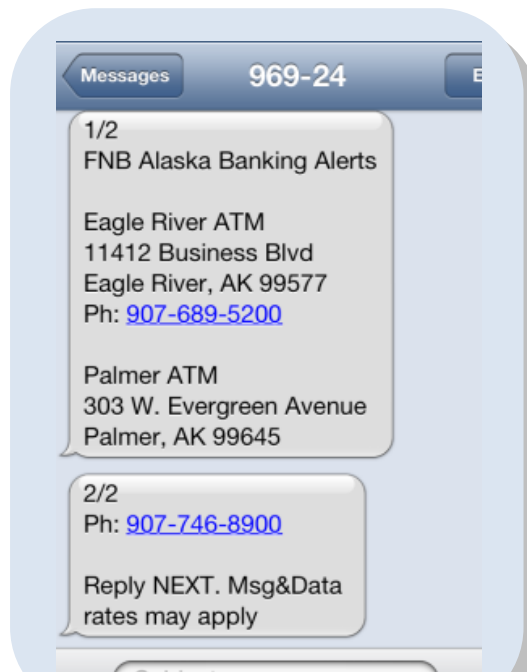 Messages
969-24
E
1/2
FNB Alaska Banking Alerts
Eagle River ATM
11412 Business Blvd
Eagle River, AK 99577
Ph: 907-689-5200
Palmer ATM
303 W. Evergreen Avenue
Palmer, AK 99645
2/2
Ph: 907-746-8900
Reply NEXT. Msg&Data
rates may apply